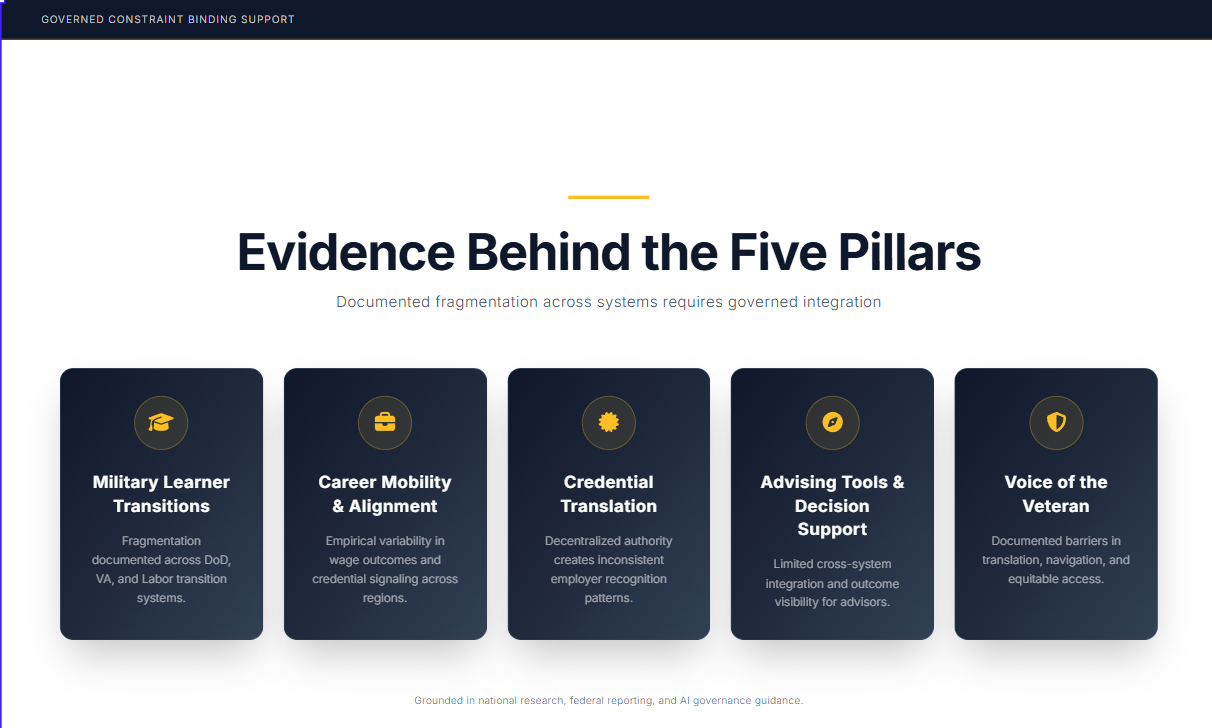 GOVERNED CONSTRAINT BINDING SUPPORT
Evidence Behind the Five Pillars
Documented fragmentation across systems requires governed integration
Military Learner
Transitions
Fragmentation
documented across DoD,
VA, and Labor transition
systems.
Career Mobility
& Alignment
Empirical variability in
wage outcomes and
credential signaling across
regions.
Credential
Translation
Decentralized authority
creates inconsistent
employer recognition
patterns.
Advising Tools &
Decision
Support
Limited cross-system
integration and outcome
visibility for advisors.
Voice of the
Veteran
Documented barriers in
translation, navigation, and
equitable access.
Grounded in national research, federal reporting, and AI governance guidance.